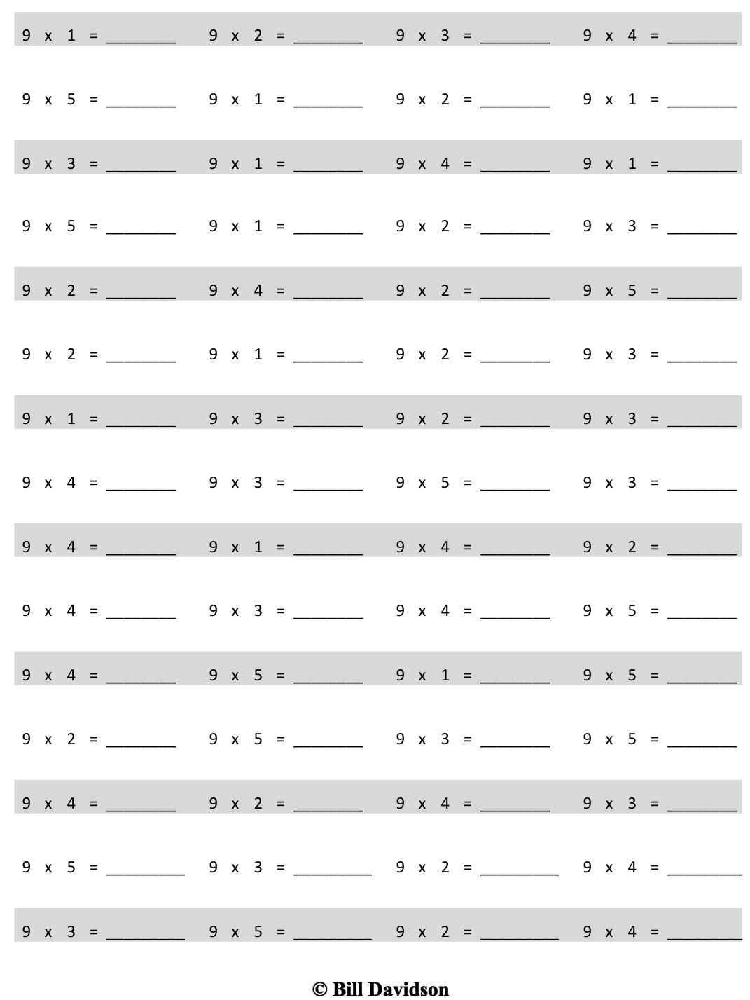 9 x 1 = ________ 9 x 2 = ________ 9 x 3 = ________ 9 x 4 = ________
9 x 5 = ________ 9 x 1 = ________ 9 x 2 = ________ 9 x 1 = ________
9 x 3 = ________ 9 x 1 = ________ 9 x 4 = ________ 9 x 1 = ________
9 x 5 = ________ 9 x 1 = ________ 9 x 2 = ________ 9 x 3 = ________
9 x 2 = ________ 9 x 4 = ________ 9 x 2 = ________ 9 x 5 = ________
9 x 2 = ________ 9 x 1 = ________ 9 x 2 = ________ 9 x 3 = ________
9 x 1 = ________ 9 x 3 = ________ 9 x 2 = ________ 9 x 3 = ________
9 x 4 = ________ 9 x 3 = ________ 9 x 5 = ________ 9 x 3 = ________
9 x 4 = ________ 9 x 1 = ________ 9 x 4 = ________ 9 x 2 = ________
9 x 4 = ________ 9 x 3 = ________ 9 x 4 = ________ 9 x 5 = ________
9 x 4 = ________ 9 x 5 = ________ 9 x 1 = ________ 9 x 5 = ________
9 x 2 = ________ 9 x 5 = ________ 9 x 3 = ________ 9 x 5 = ________
9 x 4 = ________ 9 x 2 = ________ 9 x 4 = ________ 9 x 3 = ________
9 x 5 = _________ 9 x 3 = _________ 9 x 2 = _________ 9 x 4 = _________
9 x 3 = _________ 9 x 5 = _________ 9 x 2 = _________ 9 x 4 = _________
© Bill Davidson